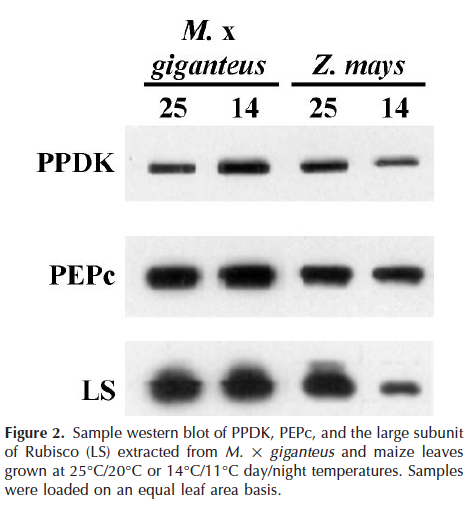 M. x
giganteus Z. mays
25 14 25 14
PPDK
PEPc
LS
Figure 2. Sample western blot of PPDK, PEPc, and the large subunit
of Rubisco (LS) extracted from M. × giganteus and maize leaves
grown at 25°C/20°C or 14°C/11°C day/night temperatures. Samples
were loaded on an equal leaf area basis.